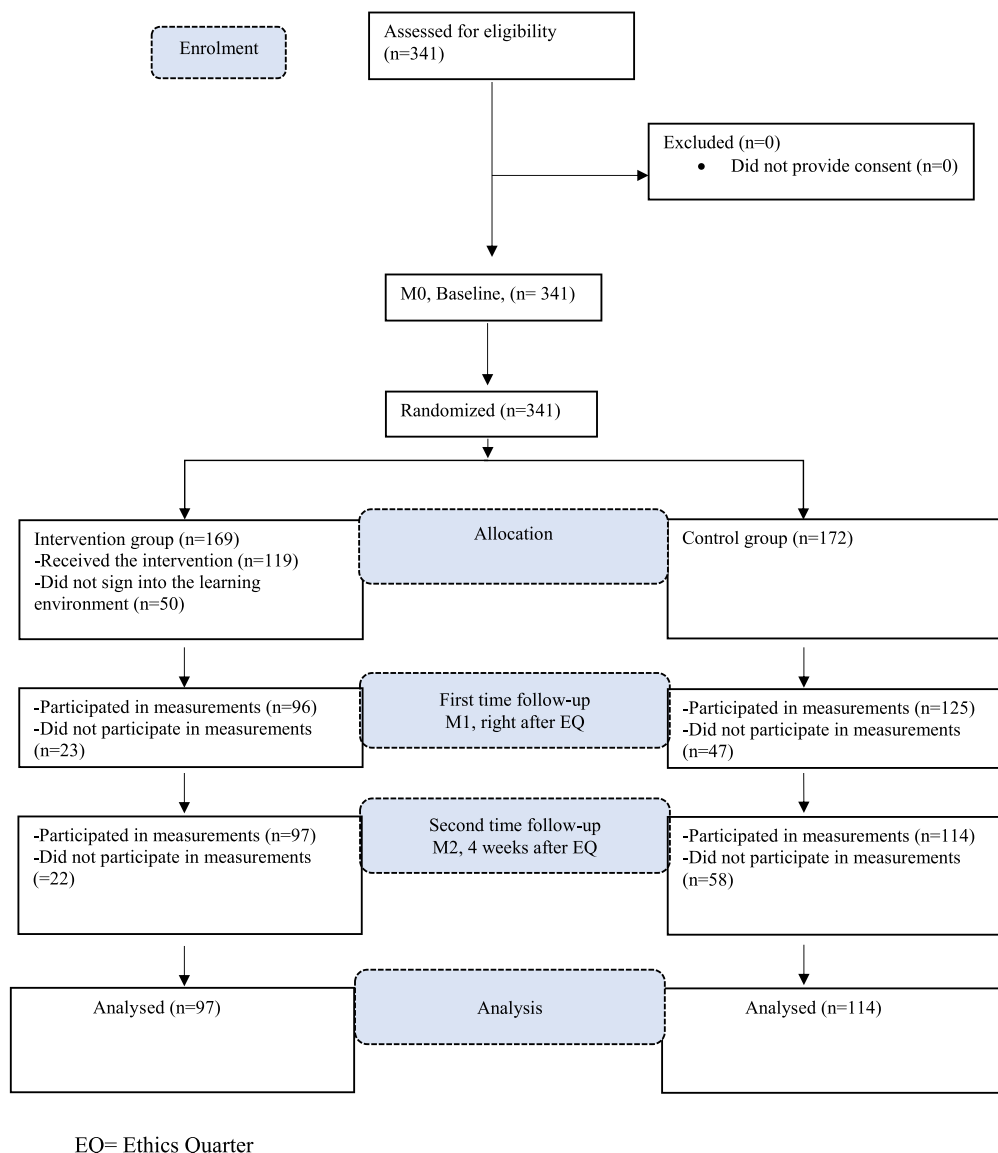 Enrolment
Assessed for eligibility
(n=341)
Excluded (n=0)
• Did not provide consent (n=0)
M0, Baseline, (n= 341)
Randomized (n=341)
Intervention group (n=169)
-Received the intervention (n=119)
-Did not sign into the learning
environment (n=50)
Allocation
Control group (n=172)
-Participated in measurements (n=96)
-Did not participate in measurements
(n=23)
First time follow-up
M1, right after EQ
-Participated in measurements (n=125)
-Did not participate in measurements
(n=47)
-Participated in measurements (n=97)
-Did not participate in measurements
(=22)
Second time follow-up
M2, 4 weeks after EQ
-Participated in measurements (n=114)
-Did not participate in measurements
(n=58)
Analysed (n=97)
Analysis
Analysed (n=114)
EQ= Ethics Quarter